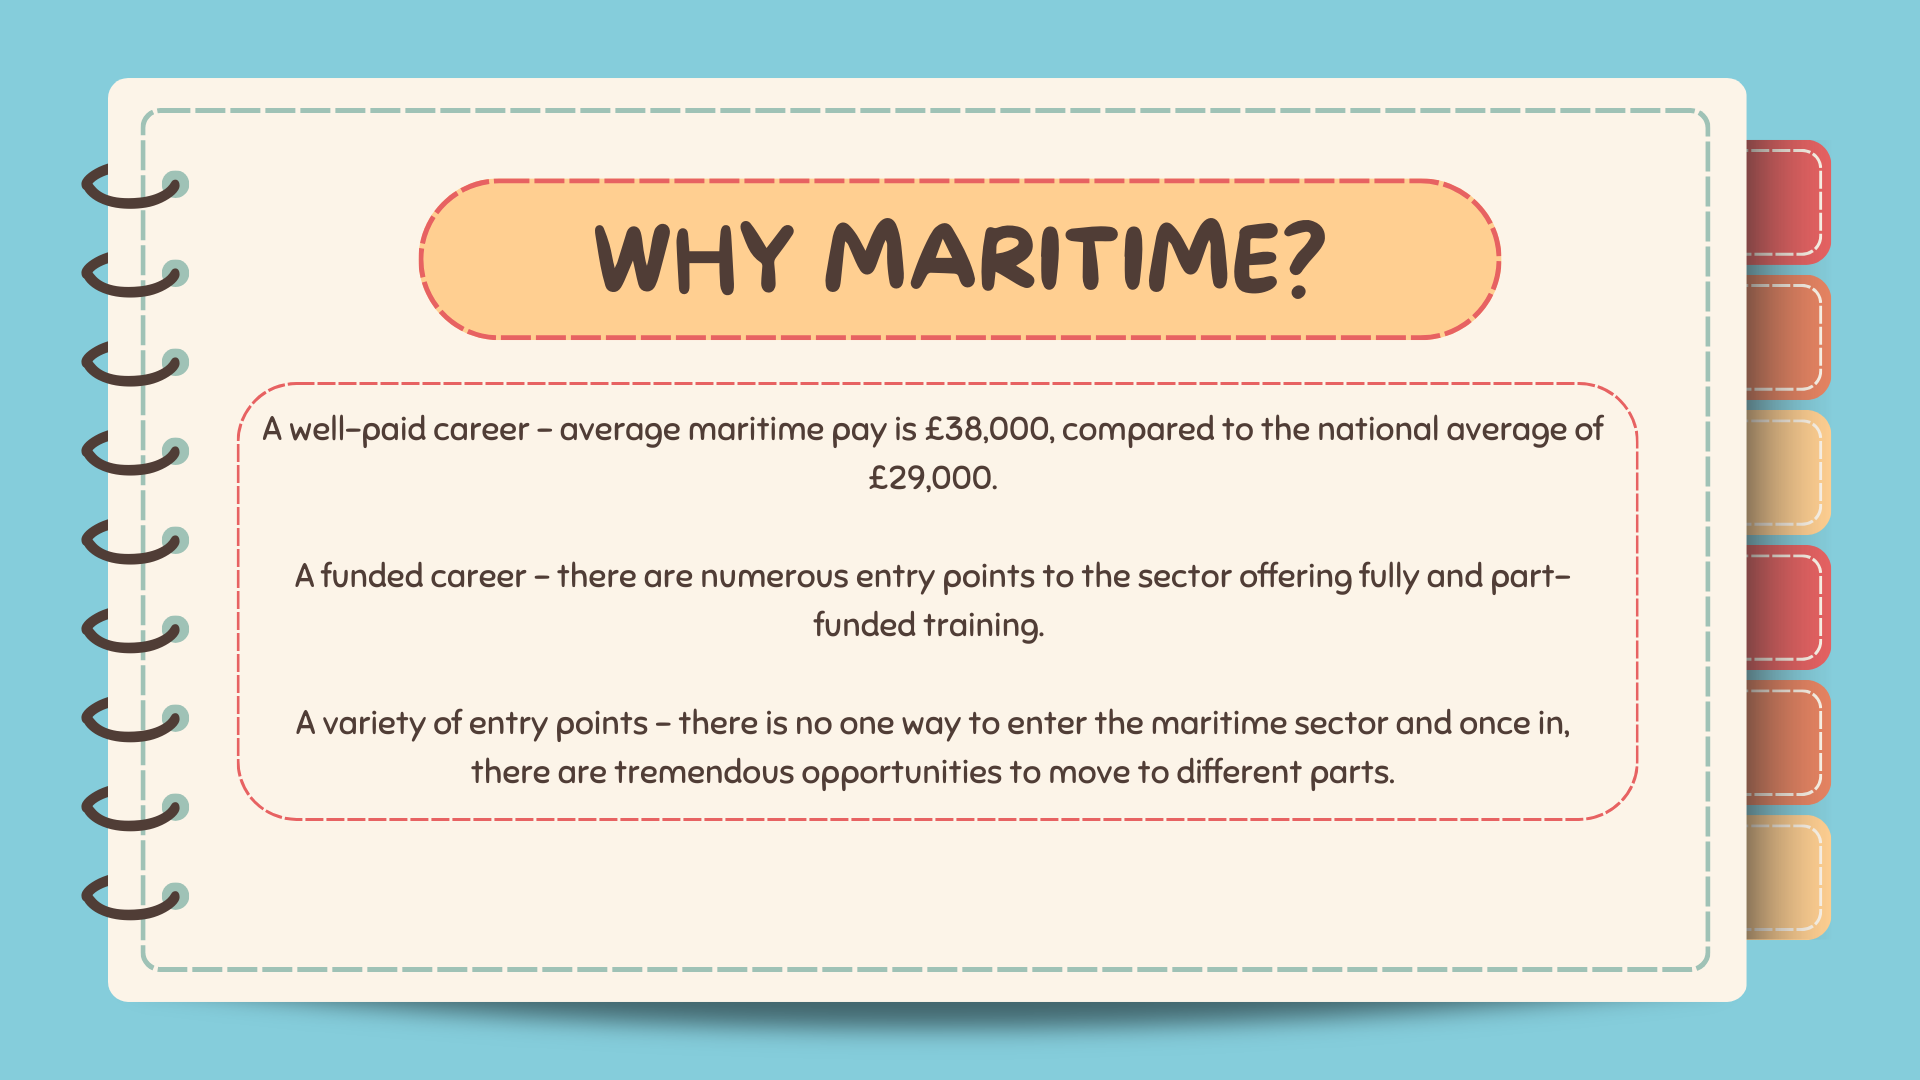 WHY MARITIME?
A well-paid career - average maritime pay is £38,000, compared to the national average of
£29,000.
A funded career - there are numerous entry points to the sector offering fully and part-
funded training.
A variety of entry points - there is no one way to enter the maritime sector and once in,
there are tremendous opportunities to move to different parts.